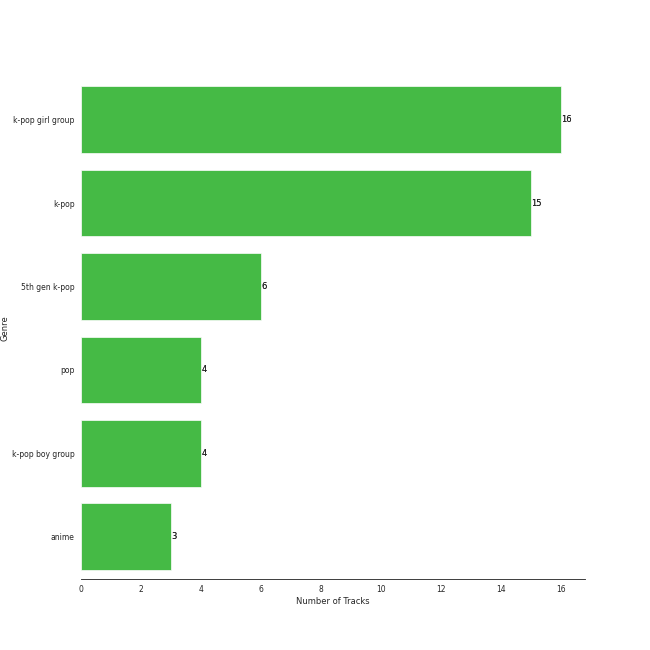 k-pop girl group
16
k-pop
15
5th gen k-pop
6
Genre
pop
4
k-pop boy group
4
anime
3
0 2 4 6 8 10 12 14 16
Number of Tracks